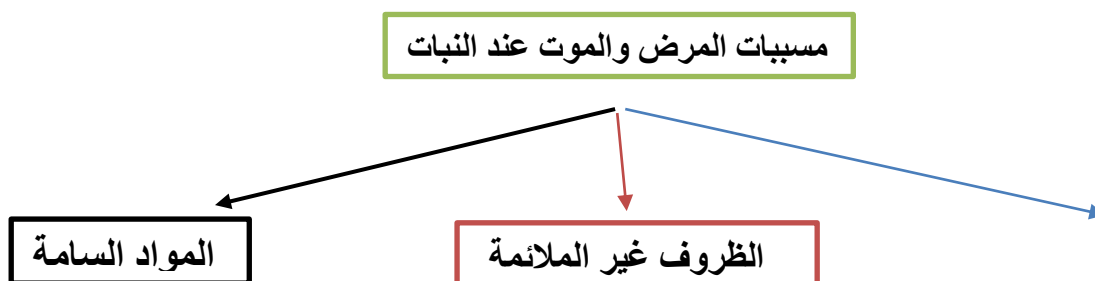 مسببات المرض والموت عند النبات
الظروف غير الملائمة
المواد السامة